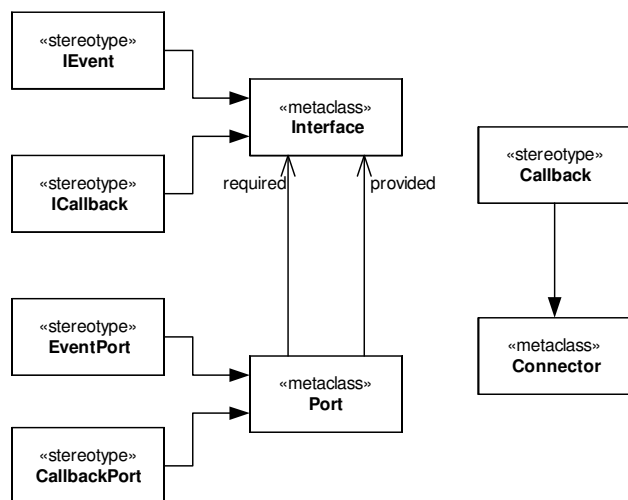 «stereotype»
IEvent
«metaclass»
Interface
«stereotype»
Callback
«stereotype»
ICallback
required
provided
«stereotype»
EventPort
«metaclass»
Connector
«metaclass»
Port
«stereotype»
CallbackPort